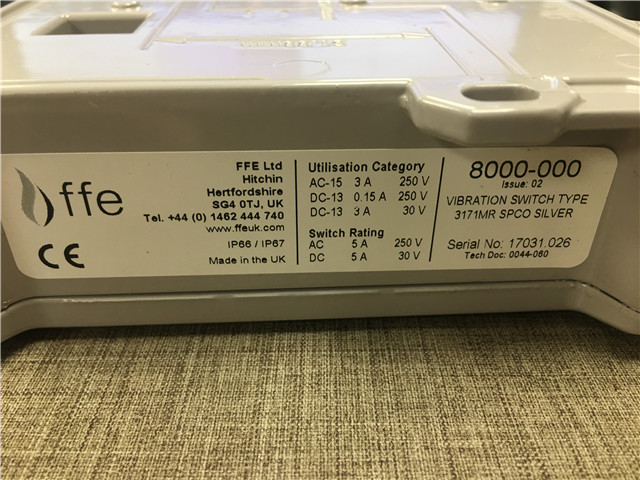 ffe
FFE Ltd
Hitchin
Hertfordshire
SG4 0TJ, UK
Tel. +44 (0) 1462 444 740
www.ffeuk.com
IP66 / IP67
Made in the UK
CE
Utilisation Category
AC-15 3 A 250 V
DC-13 0.15 A 250 V
DC-13 3 A 30 V
Switch Rating
AC 5 A 250 V
DC 5 A 30 V
8000-000
Issue: 02
VIBRATION SWITCH TYPE
3171MR SPCO SILVER
Serial No: 17031.026
Tech Doc: 0044-060